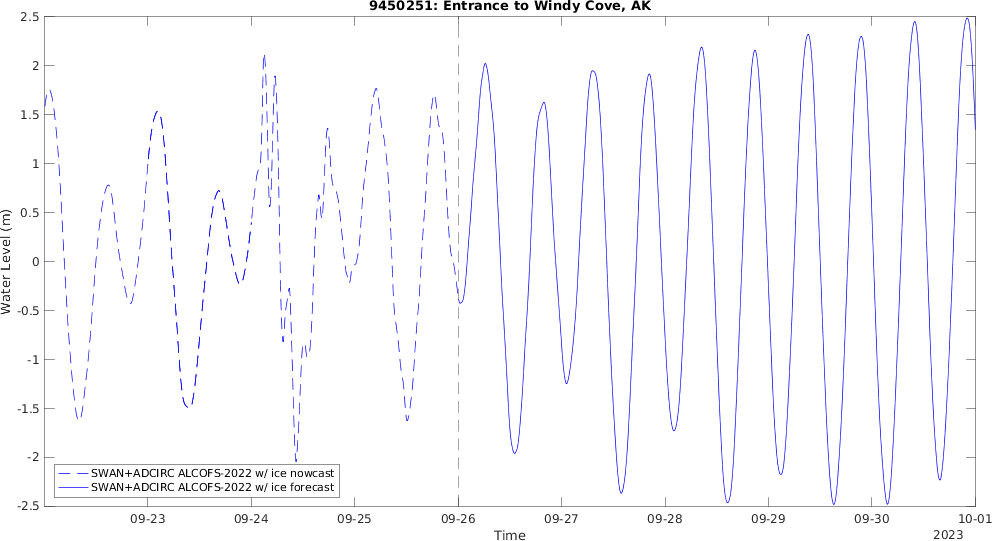 9450251: Entrance to Windy Cove, AK
2.5
2
1.5
1
0.5
0
-0.5
-1
-1.5
-2
-2.5
Water Level (m)
SWAN+ADCIRC ALCOFS-2022 w/ ice nowcast
SWAN+ADCIRC ALCOFS-2022 w/ ice forecast
09-23 09-24 09-25 09-26 09-27 09-28 09-29 09-30 10-01
Time
2023